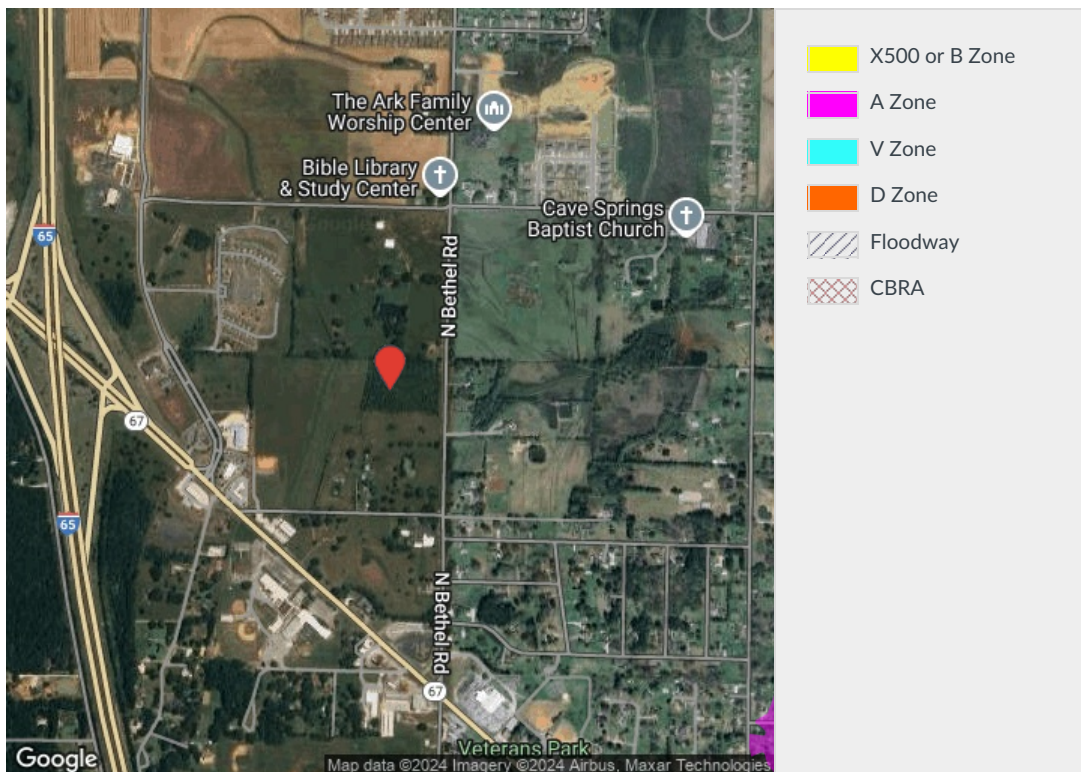 The Ark Family
Worship Center
Bible Library
& Study Center
Cave Springs
Baptist Church
65
N Bethel Rd
67
65
N Bethel Rd
67
Veterans Park
Google
Map data ©2024 Imagery ©2024 Airbus, Maxar Technologies
X500 or B Zone
A Zone
V Zone
D Zone
Floodway
CBRA